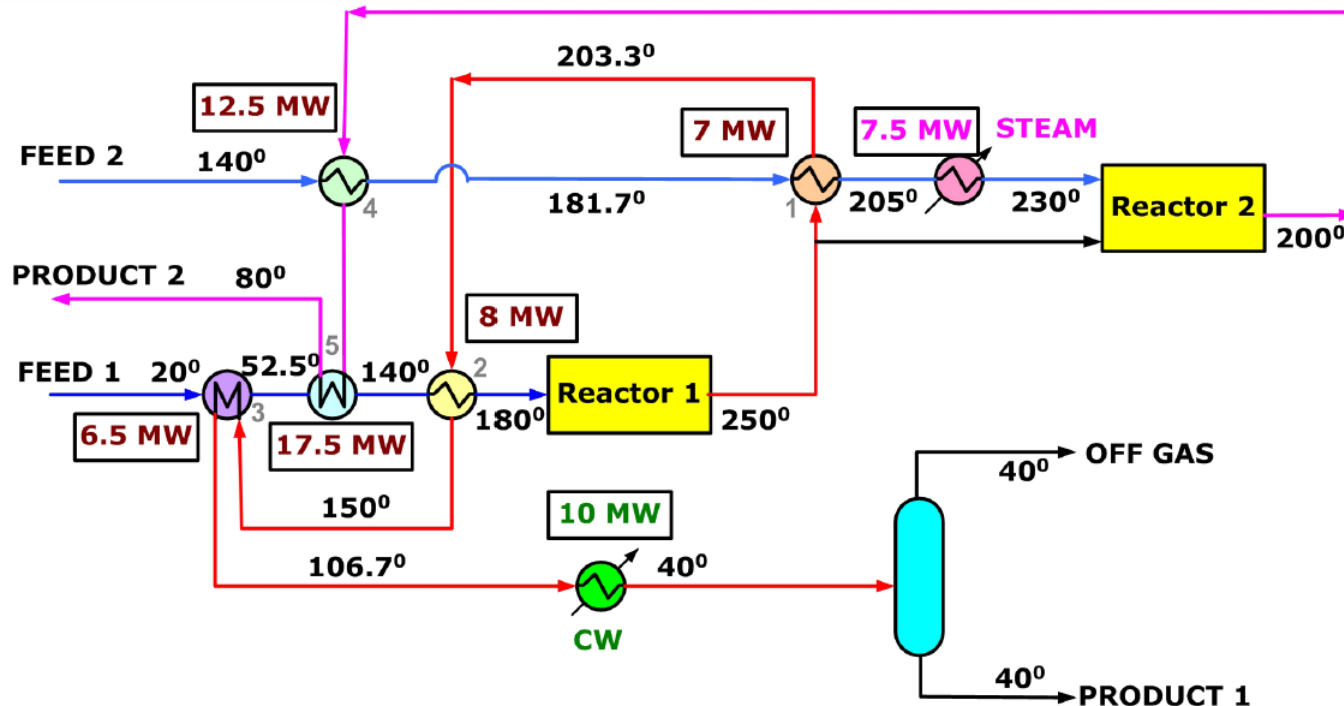 203.3⁰
12.5 MW
7 MW
7.5 MW
STEAM
FEED 2
140⁰
4
181.7⁰
1
205⁰
230⁰
Reactor 2
200⁰
PRODUCT 2
80⁰
8 MW
FEED 1
20⁰
52.5⁰
5
140⁰
2
3
180⁰
Reactor 1
250⁰
6.5 MW
17.5 MW
150⁰
10 MW
40⁰
OFF GAS
106.7⁰
40⁰
CW
40⁰
PRODUCT 1